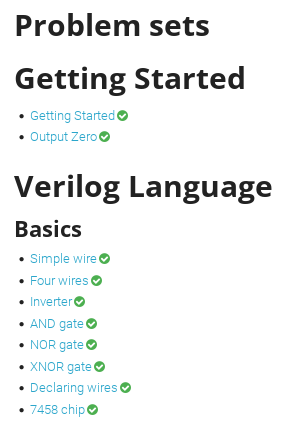 Problem sets
Getting Started
Getting Started
Output Zero
Verilog Language
Basics
Simple wire
Four wires
Inverter
AND gate
NOR gate
XNOR gate
Declaring wires
7458 chip